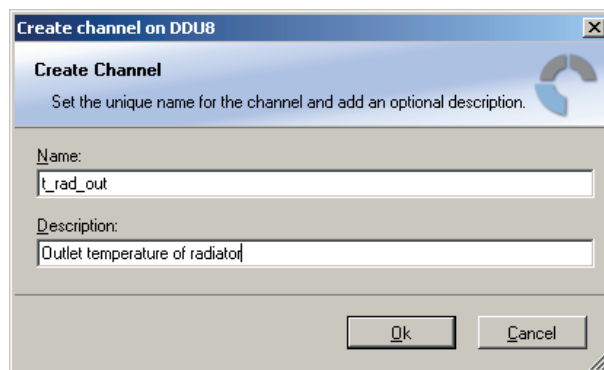 Create channel on DDU8
Create Channel
Set the unique name for the channel and add an optional description.
Name:
t_rad_out
Description:
Outlet temperature of radiator
Ok
Cancel